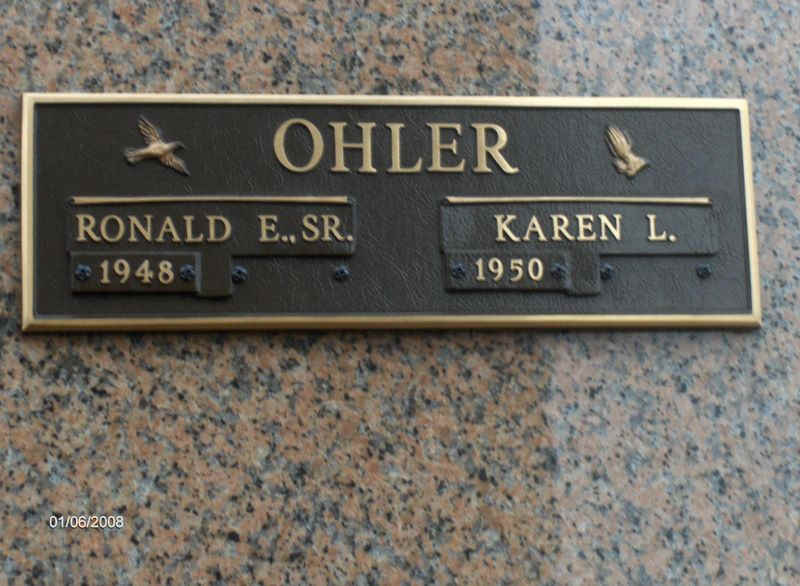 OHLER
RONALD E., SR. KAREN L.
1948 1950
01/06/2008